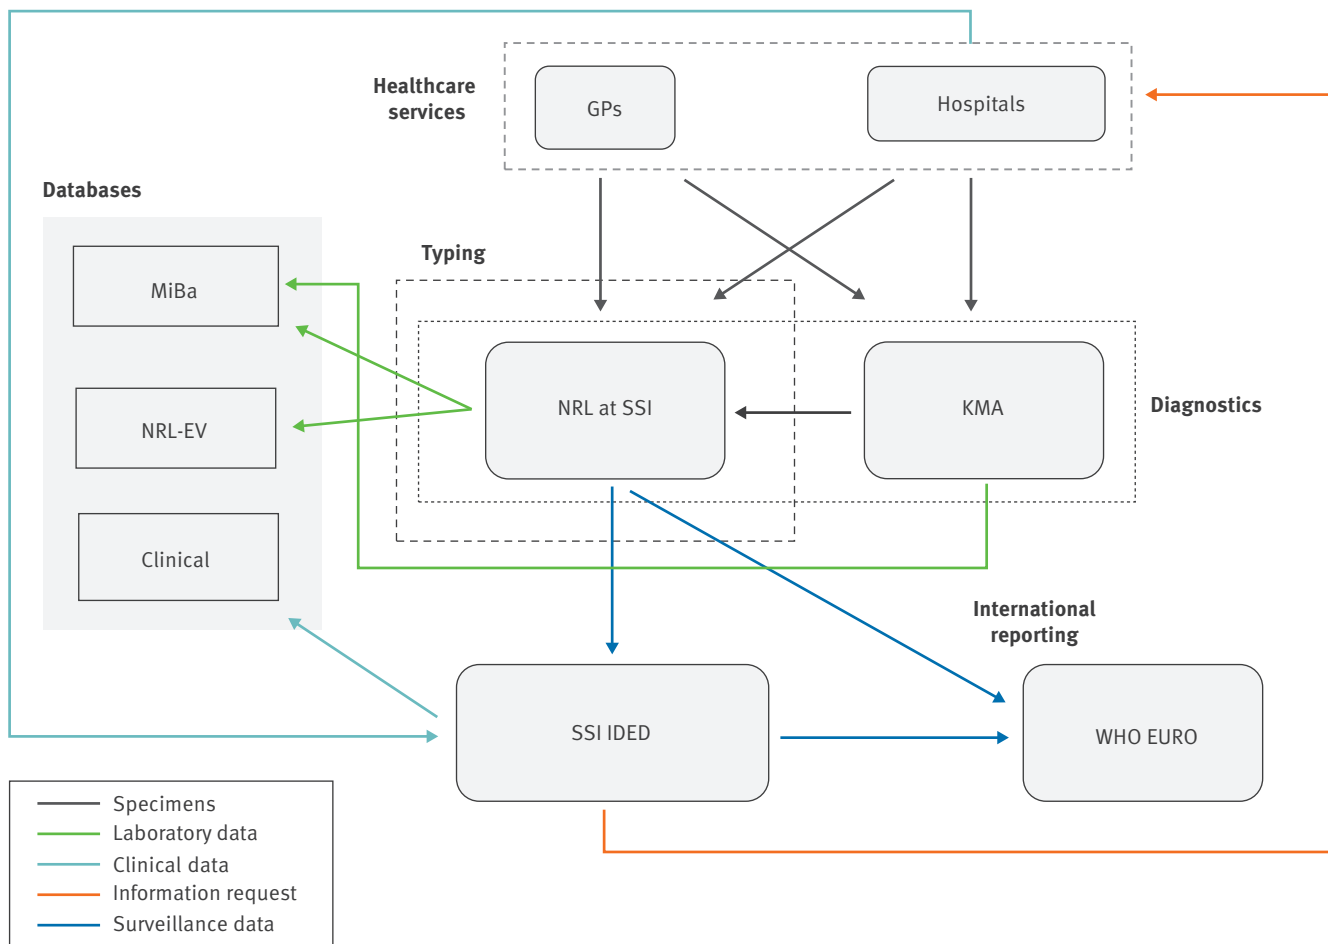 Healthcare
services
GPs
Hospitals
Databases
MiBa
NRL-EV
Clinical
Typing
NRL at SSI
KMA
Diagnostics
International
reporting
SSI IDED
WHO EURO
Specimens
Laboratory data
Clinical data
Information request
Surveillance data